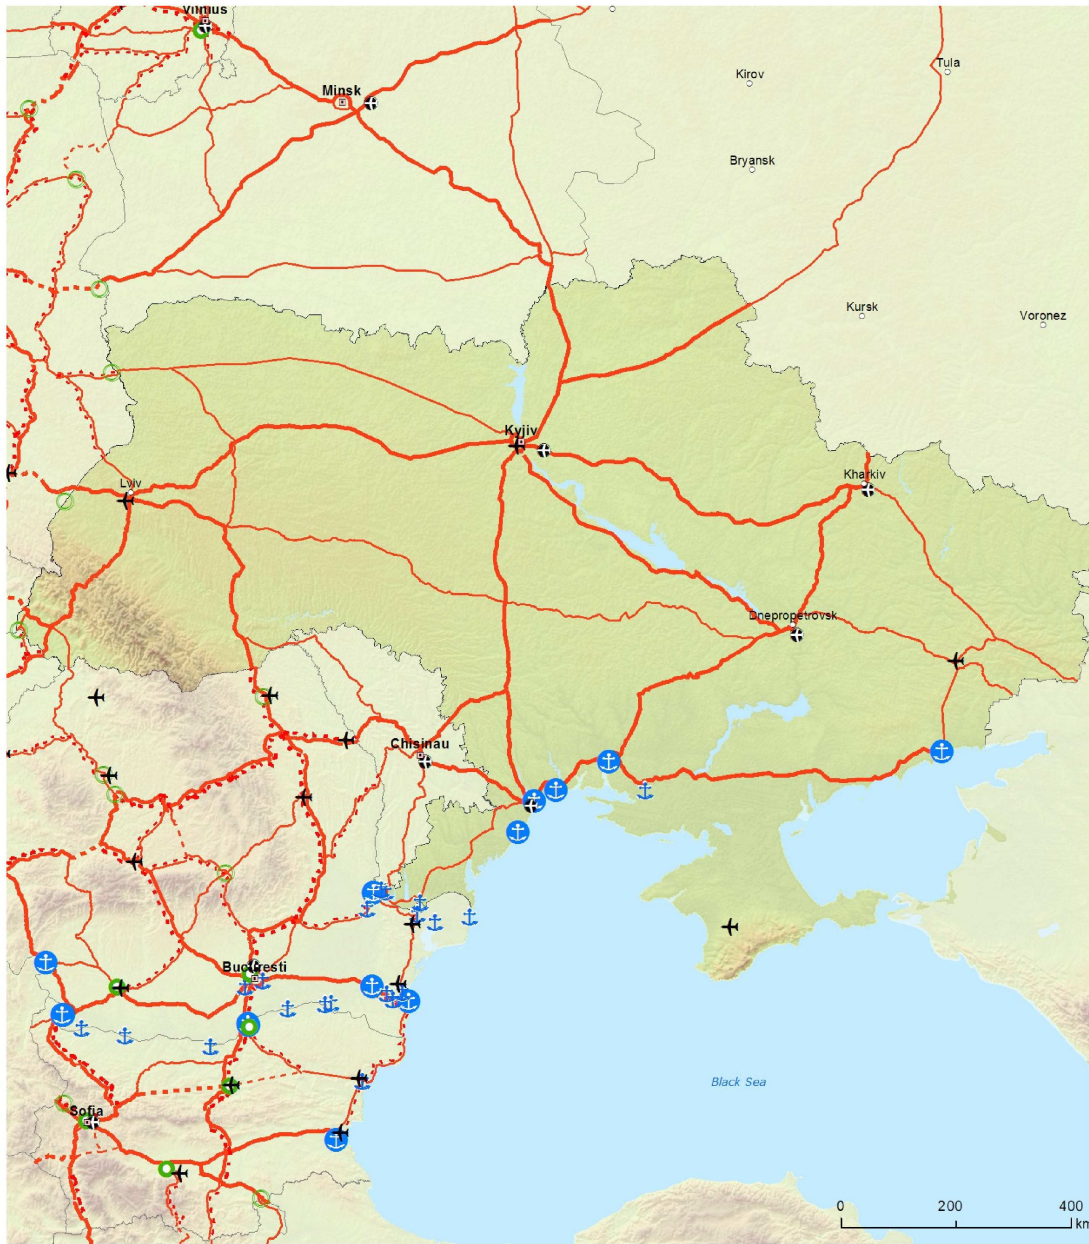 Vilnius
Tula
Kirov
Minsk
Bryansk
Kursk
Voronez
Kyjiv
Kharkiv
Lviv
Dnepropetrovsk
Chisinau
Bucuresti
Black Sea
Sofia
0 200 400
km